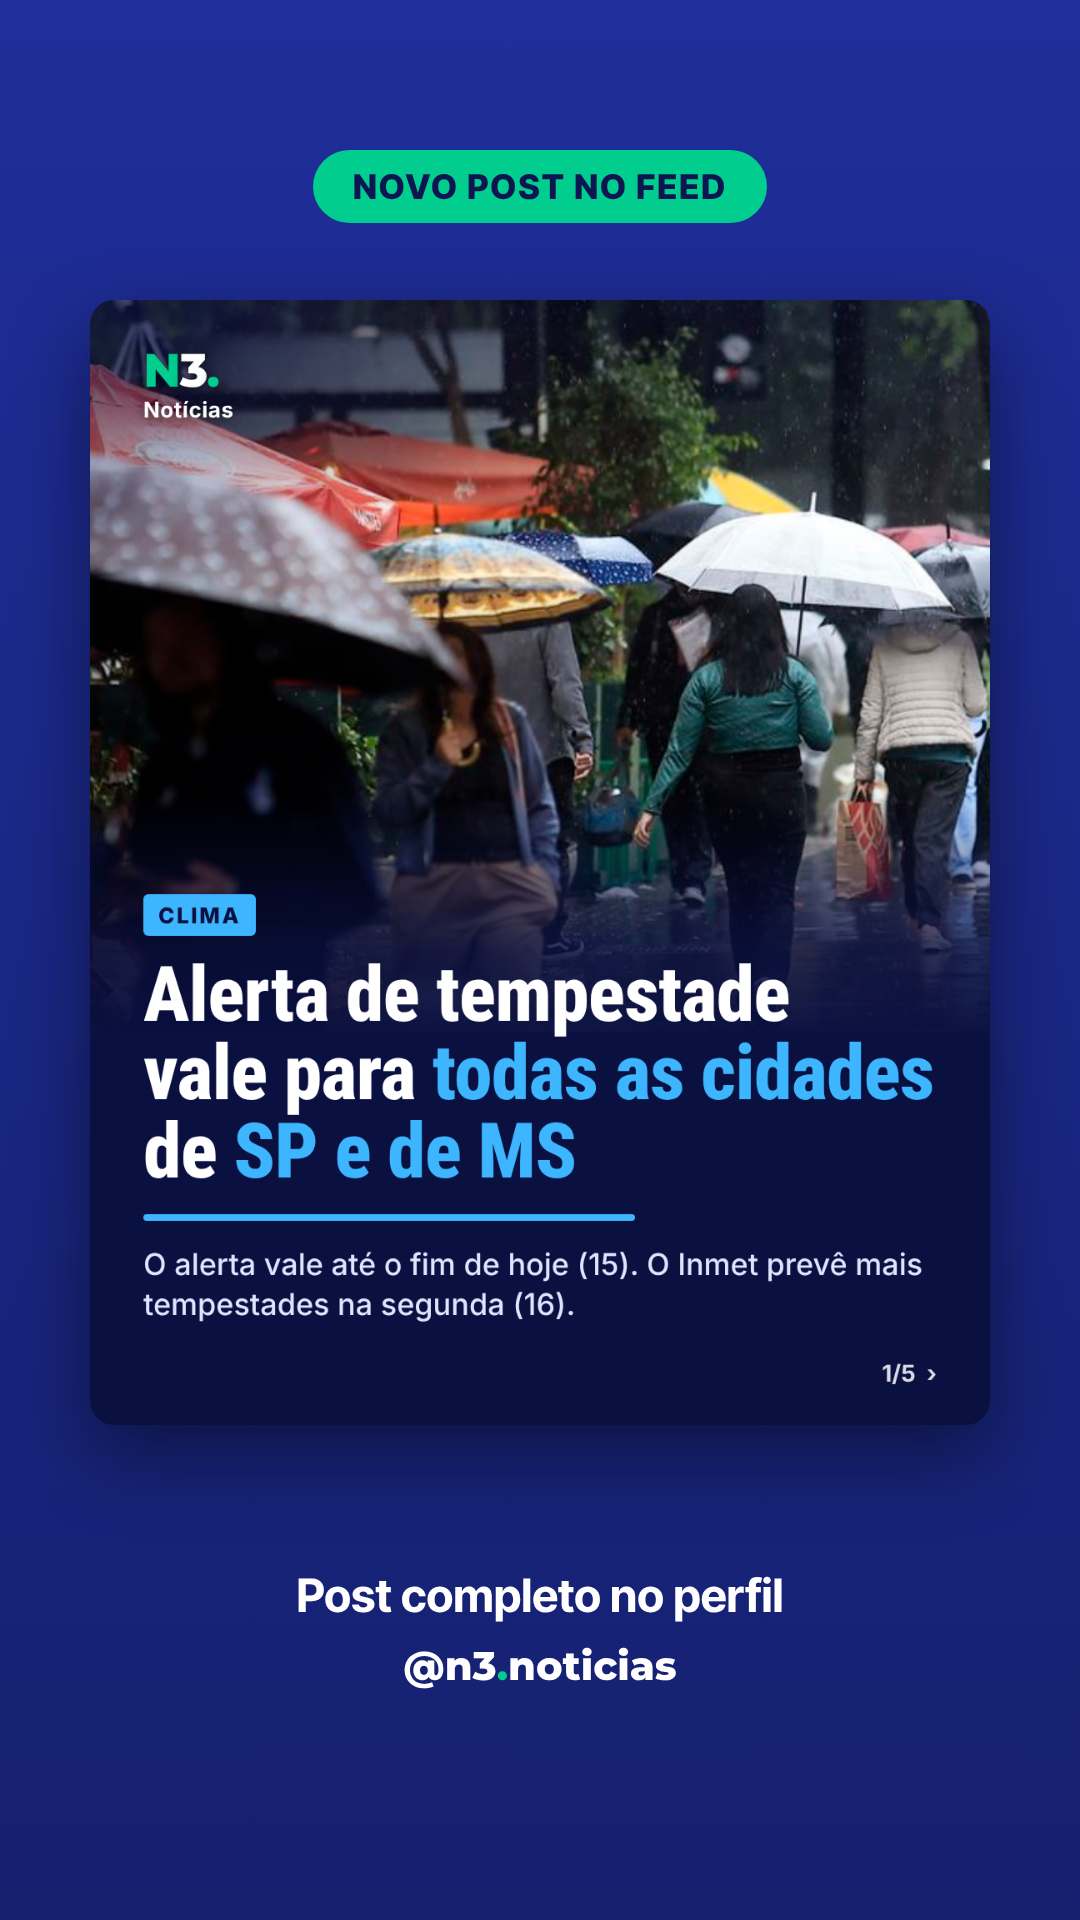 NOVO POST NO FEED
N3.
Notícias
CLIMA
Alerta de tempestade
vale para todas as cidades
de SP e de MS
O alerta vale até o fim de hoje (15). O Inmet prevê mais
tempestades na segunda (16).
1/5 ›
Post completo no perfil
@n3.noticias